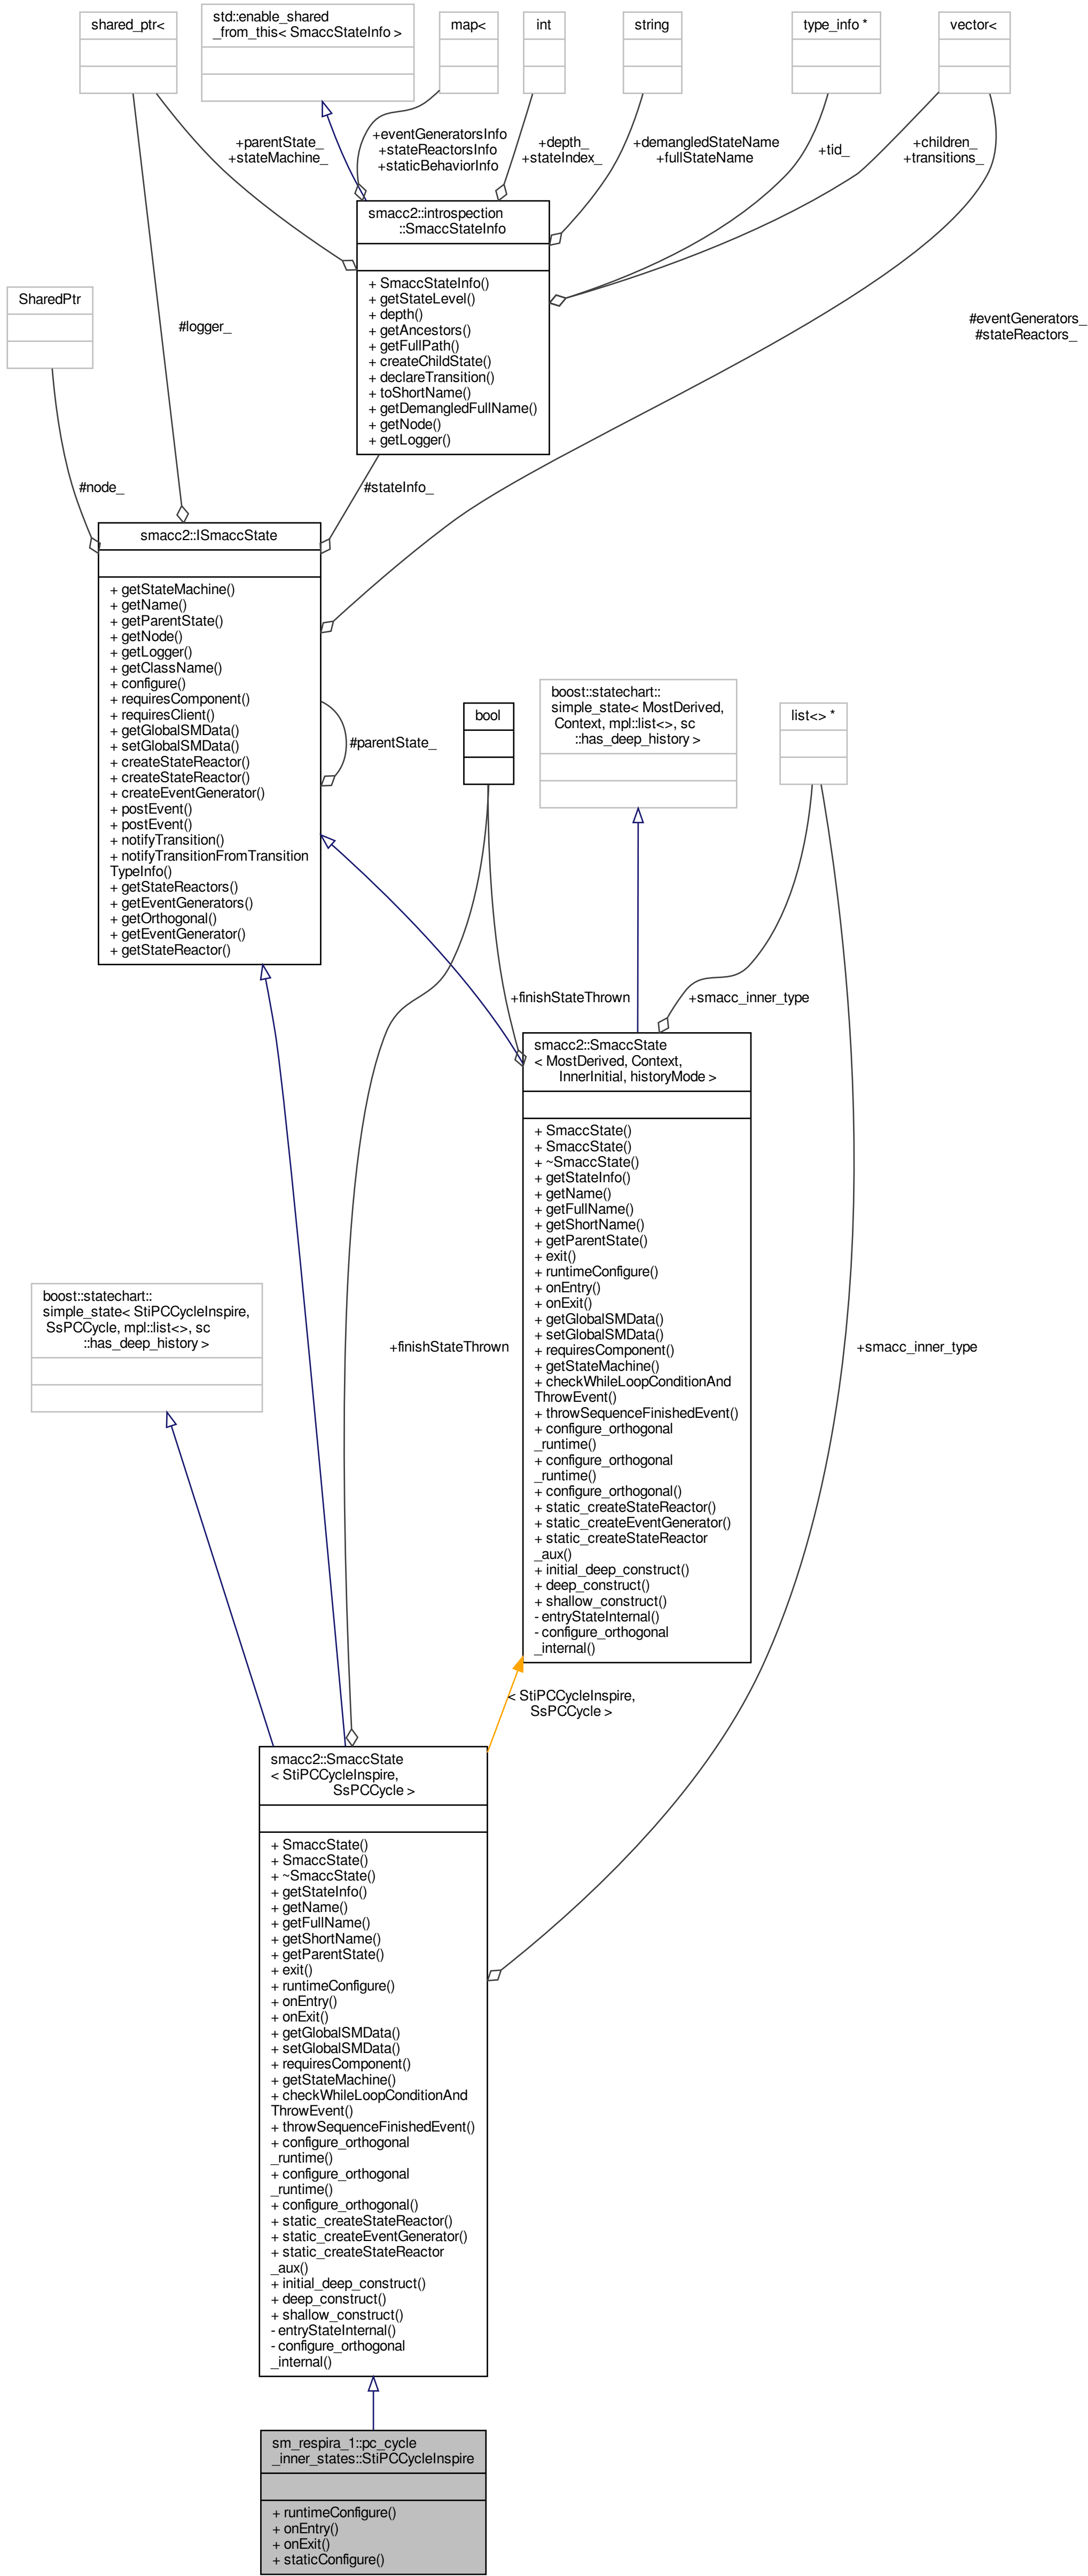 shared_ptr<
std::enable_shared
_from_this< SmaccStateInfo >
map<
int
string
type_info *
vector<
+parentState_
+stateMachine_
+eventGeneratorsInfo
+stateReactorsInfo
+staticBehaviorInfo
+depth_
+stateIndex_
+demangledStateName
+fullStateName
+tid_
+children_
+transitions_
smacc2::introspection
::SmaccStateInfo
+ SmaccStateInfo()
+ getStateLevel()
+ depth()
+ getAncestors()
+ getFullPath()
+ createChildState()
+ declareTransition()
+ toShortName()
+ getDemangledFullName()
+ getNode()
+ getLogger()
SharedPtr
#logger_
#eventGenerators_
#stateReactors_
#node_
#stateInfo_
smacc2::ISmaccState
+ getStateMachine()
+ getName()
+ getParentState()
+ getNode()
+ getLogger()
+ getClassName()
+ configure()
+ requiresComponent()
+ requiresClient()
+ getGlobalSMData()
+ setGlobalSMData()
+ createStateReactor()
+ createStateReactor()
+ createEventGenerator()
+ postEvent()
+ postEvent()
+ notifyTransition()
+ notifyTransitionFromTransition
TypeInfo()
+ getStateReactors()
+ getEventGenerators()
+ getOrthogonal()
+ getEventGenerator()
+ getStateReactor()
#parentState_
bool
boost::statechart::
simple_state< MostDerived,
Context, mpl::list<>, sc
::has_deep_history >
list<> *
+finishStateThrown
+smacc_inner_type
smacc2::SmaccState
< MostDerived, Context,
InnerInitial, historyMode >
+ SmaccState()
+ SmaccState()
+ ~SmaccState()
+ getStateInfo()
+ getName()
+ getFullName()
+ getShortName()
+ getParentState()
+ exit()
+ runtimeConfigure()
+ onEntry()
+ onExit()
+ getGlobalSMData()
+ setGlobalSMData()
+ requiresComponent()
+ getStateMachine()
+ checkWhileLoopConditionAnd
ThrowEvent()
+ throwSequenceFinishedEvent()
+ configure_orthogonal
_runtime()
+ configure_orthogonal
_runtime()
+ configure_orthogonal()
+ static_createStateReactor()
+ static_createEventGenerator()
+ static_createStateReactor
_aux()
+ initial_deep_construct()
+ deep_construct()
+ shallow_construct()
- entryStateInternal()
- configure_orthogonal
_internal()
boost::statechart::
simple_state< StiPCCycleInspire,
SsPCCycle, mpl::list<>, sc
::has_deep_history >
+finishStateThrown
+smacc_inner_type
< StiPCCycleInspire,
SsPCCycle >
smacc2::SmaccState
< StiPCCycleInspire,
SsPCCycle >
+ SmaccState()
+ SmaccState()
+ ~SmaccState()
+ getStateInfo()
+ getName()
+ getFullName()
+ getShortName()
+ getParentState()
+ exit()
+ runtimeConfigure()
+ onEntry()
+ onExit()
+ getGlobalSMData()
+ setGlobalSMData()
+ requiresComponent()
+ getStateMachine()
+ checkWhileLoopConditionAnd
ThrowEvent()
+ throwSequenceFinishedEvent()
+ configure_orthogonal
_runtime()
+ configure_orthogonal
_runtime()
+ configure_orthogonal()
+ static_createStateReactor()
+ static_createEventGenerator()
+ static_createStateReactor
_aux()
+ initial_deep_construct()
+ deep_construct()
+ shallow_construct()
- entryStateInternal()
- configure_orthogonal
_internal()
sm_respira_1::pc_cycle
_inner_states::StiPCCycleInspire
+ runtimeConfigure()
+ onEntry()
+ onExit()
+ staticConfigure()